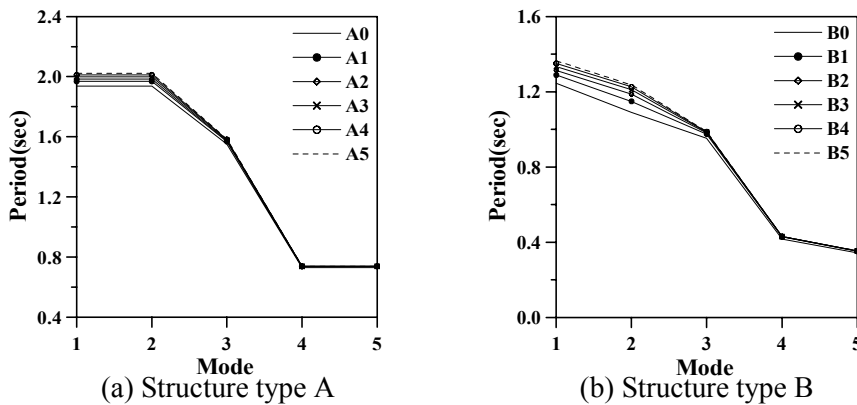 2.4
2.0
1.6
1.2
0.8
0.4
Period(sec)
A0
A1
A2
A3
A4
A5
1 2 3 4 5
Mode
(a) Structure type A
1.6
1.2
0.8
0.4
0.0
Period(sec)
B0
B1
B2
B3
B4
B5
1 2 3 4 5
Mode
(b) Structure type B